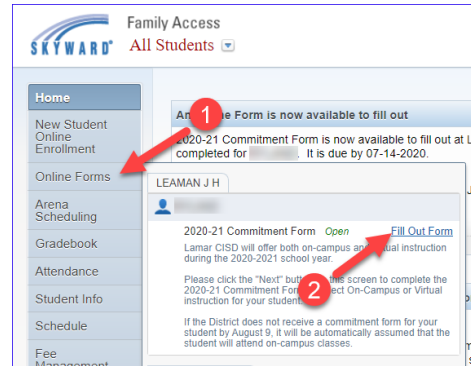 Family Access
SKYWARD®
All Students
Home
New Student
Online
Enrollment
Online Forms
Arena
Scheduling
Gradebook
Attendance
Student Info
Schedule
Fee
Management
1
An Form is now available to fill out
2020-21 Commitment Form is now available to fill out at L
completed for . It is due by 07-14-2020.
LEAMAN J H
2020-21 Commitment Form Open Fill Out Form
Lamar CISD will offer both on-campus and virtual instruction
during the 2020-2021 school year.
Please click the "Next" button on this screen to complete the
2020-21 Commitment Form. Select On-Campus or Virtual
instruction for your student.
2
If the District does not receive a commitment form for your
student by August 9, it will be automatically assumed that the
student will attend on-campus classes.